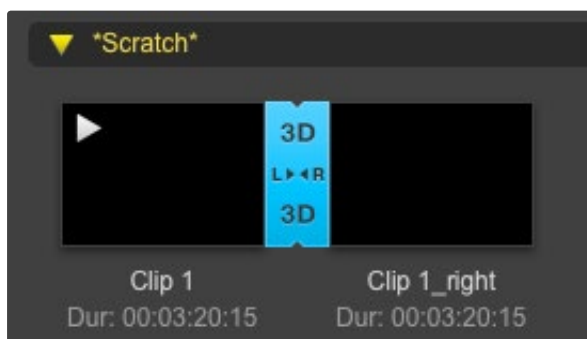 *Scratch*
3D
L R
3D
Clip 1 Clip 1_right
Dur: 00:03:20:15 Dur: 00:03:20:15